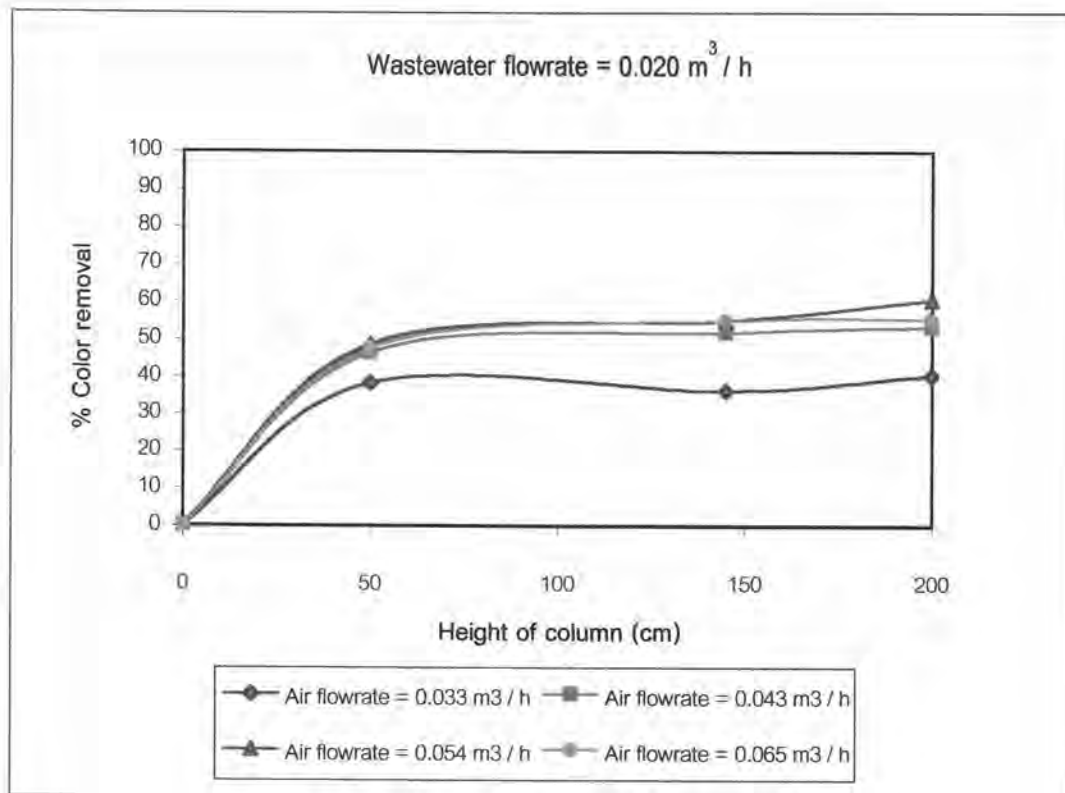 Wastewater flowrate = 0.020 m³ / h
100
90
80
70
60
50
40
30
20
10
0
% Color removal
0 50 100 150 200
Height of column (cm)
Air flowrate = 0.033 m3 / h Air flowrate = 0.043 m3 / h
Air flowrate = 0.054 m3 / h Air flowrate = 0.065 m3 / h